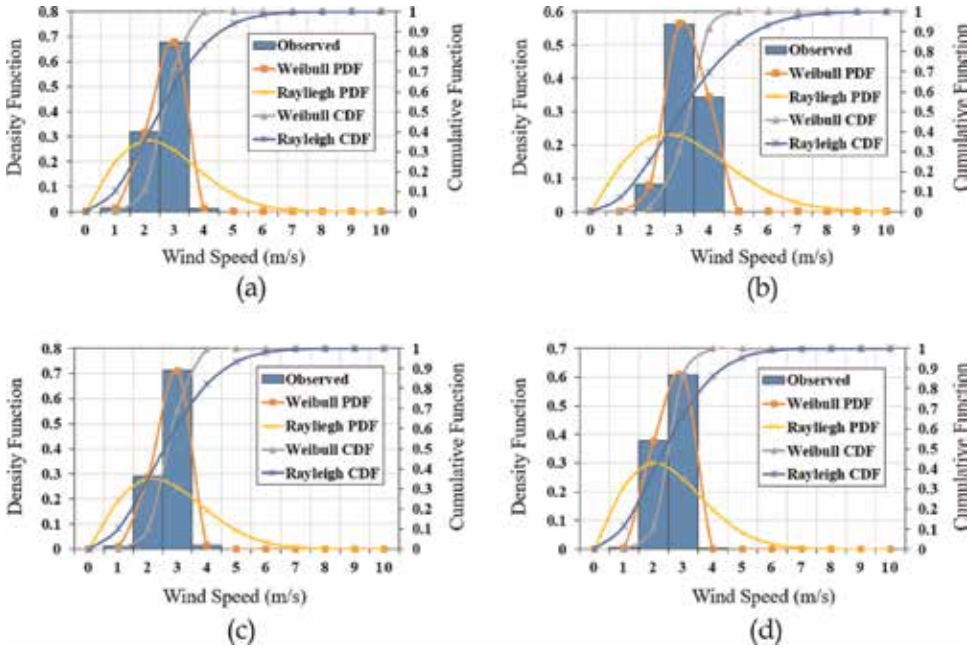 0.8
0.7
0.6
0.5
0.4
0.3
0.2
0.1
0
Density Function
1
0.9
0.8
0.7
0.6
0.5
0.4
0.3
0.2
0.1
0
Cumulative Function
Observed
Weibull PDF
Rayliegh PDF
Weibull CDF
Rayleigh CDF
0 1 2 3 4 5 6 7 8 9 10
Wind Speed (m/s)
(a)
0.6
0.5
0.4
0.3
0.2
0.1
0
Density Function
1
0.9
0.8
0.7
0.6
0.5
0.4
0.3
0.2
0.1
0
Cumulative Function
Observed
Weibull PDF
Rayliegh PDF
Weibull CDF
Rayleigh CDF
0 1 2 3 4 5 6 7 8 9 10
Wind Speed (m/s)
(b)
0.8
0.7
0.6
0.5
0.4
0.3
0.2
0.1
0
Density Function
1
0.9
0.8
0.7
0.6
0.5
0.4
0.3
0.2
0.1
0
Cumulative Function
Observed
Weibull PDF
Rayliegh PDF
Weibull CDF
Rayleigh CDF
0 1 2 3 4 5 6 7 8 9 10
Wind Speed (m/s)
(c)
0.7
0.6
0.5
0.4
0.3
0.2
0.1
0
Density Function
1
0.9
0.8
0.7
0.6
0.5
0.4
0.3
0.2
0.1
0
Cumulative Function
Observed
Weibull PDF
Rayliegh PDF
Weibull CDF
Rayleigh CDF
0 1 2 3 4 5 6 7 8 9 10
Wind Speed (m/s)
(d)